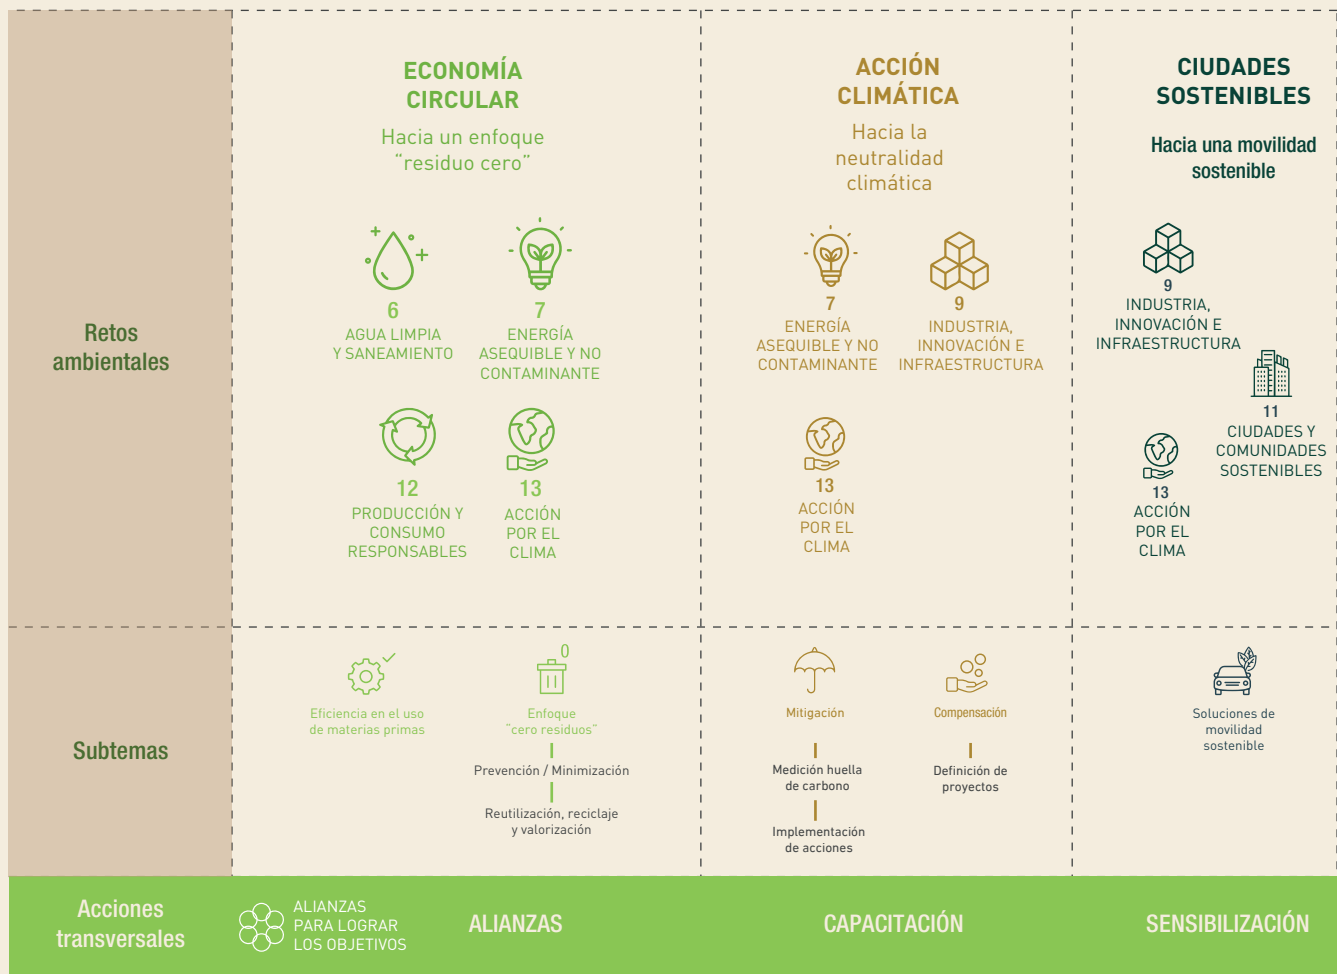 Retos
ambientales
ECONOMÍA
CIRCULAR
Hacia un enfoque
“residuo cero”
6
AGUA LIMPIA
Y SANEAMIENTO
7
ENERGÍA
ASEQUIBLE Y NO
CONTAMINANTE
12
PRODUCCIÓN Y
CONSUMO
RESPONSABLES
13
ACCIÓN
POR EL
CLIMA
ACCIÓN
CLIMÁTICA
Hacia la
neutralidad
climática
7
ENERGÍA
ASEQUIBLE Y NO
CONTAMINANTE
9
INDUSTRIA,
INNOVACIÓN E
INFRAESTRUCTURA
13
ACCIÓN
POR EL
CLIMA
CIUDADES
SOSTENIBLES
Hacia una movilidad
sostenible
9
INDUSTRIA,
INNOVACIÓN E
INFRAESTRUCTURA
11
CIUDADES Y
COMUNIDADES
SOSTENIBLES
13
ACCIÓN
POR EL
CLIMA
Subtemas
Eficiencia en el uso
de materias primas
0
Enfoque
“cero residuos”
Prevención / Minimización
Reutilización, reciclaje
y valorización
Mitigación
Medición huella
de carbono
Implementación
de acciones
Compensación
Definición de
proyectos
Soluciones de
movilidad
sostenible
Acciones
transversales
ALIANZAS
PARA LOGRAR
LOS OBJETIVOS
ALIANZAS
CAPACITACIÓN
SENSIBILIZACIÓN